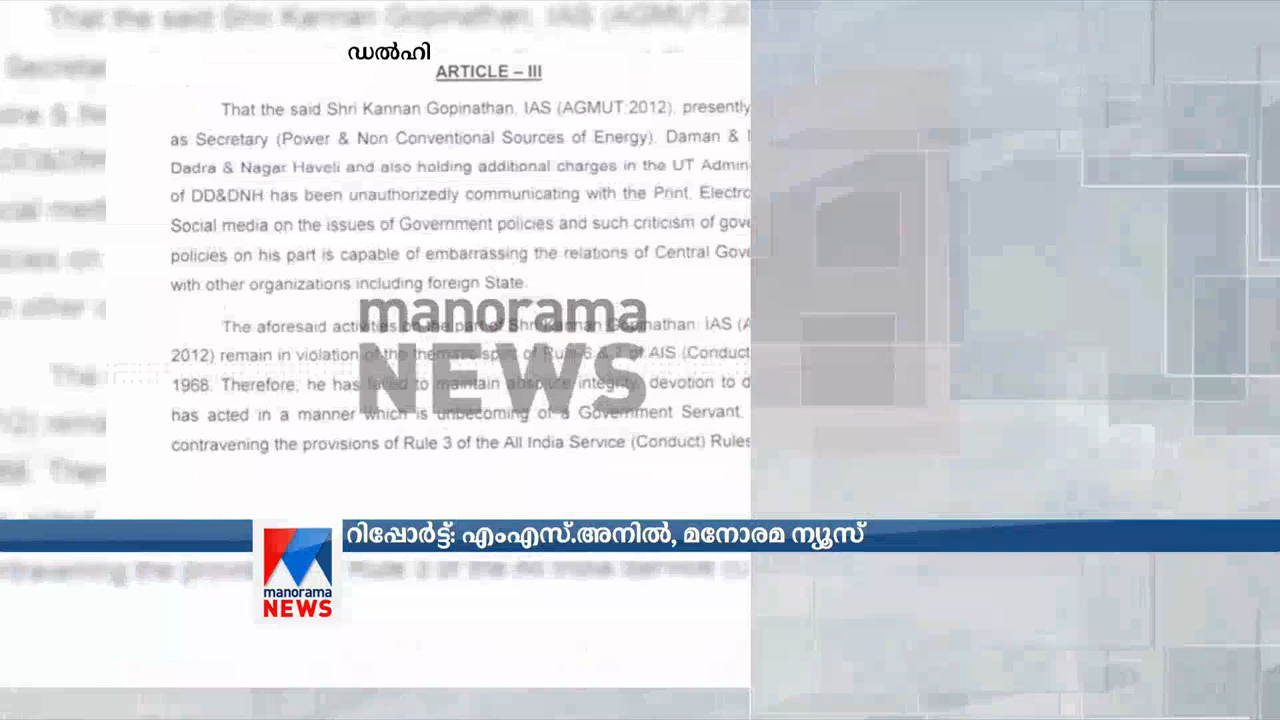 ഡൽഹി
ARTICLE – III
That the said Shri Kannan Gopinathan, IAS (AGMUT:2012), presently
as Secretary (Power & Non Conventional Sources of Energy), Daman &
Dadra & Nagar Haveli and also holding additional charges in the UT Admin
of DD&DNH has been unauthorizedly communicating with the Print, Electro
Social media on the issues of Government policies and such criticism of gove
policies on his part is capable of embarrassing the relations of Central Gove
with other organizations including foreign State.
The aforesaid activities on the part of Shri Kannan Gopinathan, IAS (A
2012) remain in violation of the of Rule 6 & 7 of AIS (Conduct
1968. Therefore, he has failed to maintain absolute integrity, devotion to d
has acted in a manner which is unbecoming of a Government Servant,
contravening the provisions of Rule 3 of the All India Service (Conduct) Rules
manorama
NEWS
റിപ്പോർട്ട്: എംഎസ്.അനിൽ, മനോരമ ന്യൂസ്
manorama
NEWS